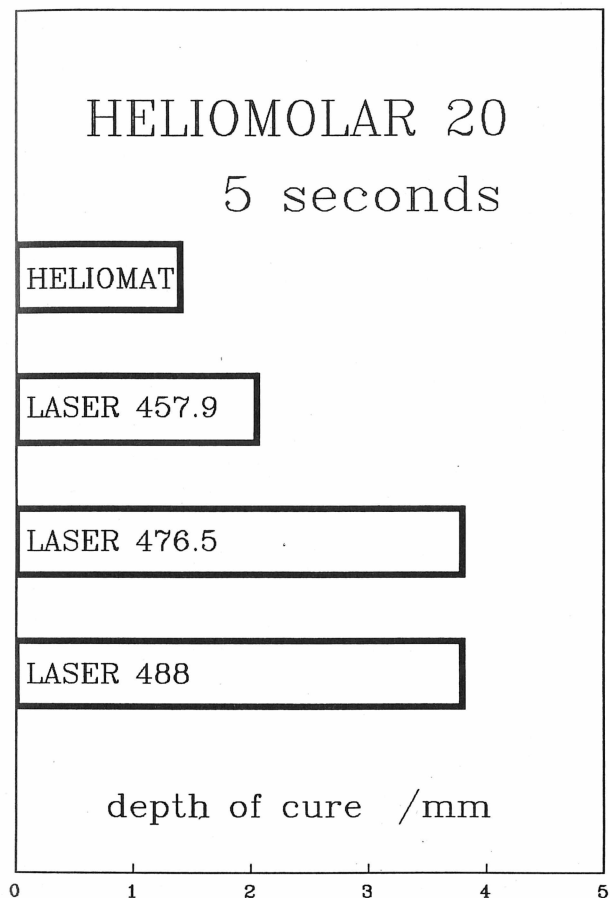 HELIOMOLAR 20
5 seconds
HELIOMAT
LASER 457.9
LASER 476.5
LASER 488
depth of cure /mm
0 1 2 3 4 5